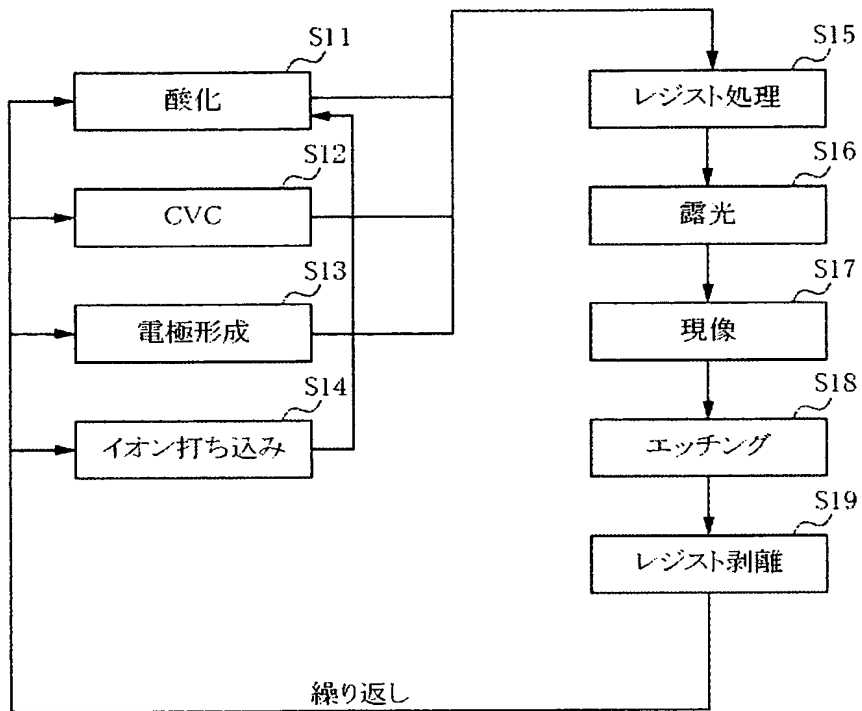 S11
酸化
S12
CVC
S13
電極形成
S14
イオン打ち込み
S15
レジスト処理
S16
露光
S17
現像
S18
エッチング
S19
レジスト剥離
繰り返し